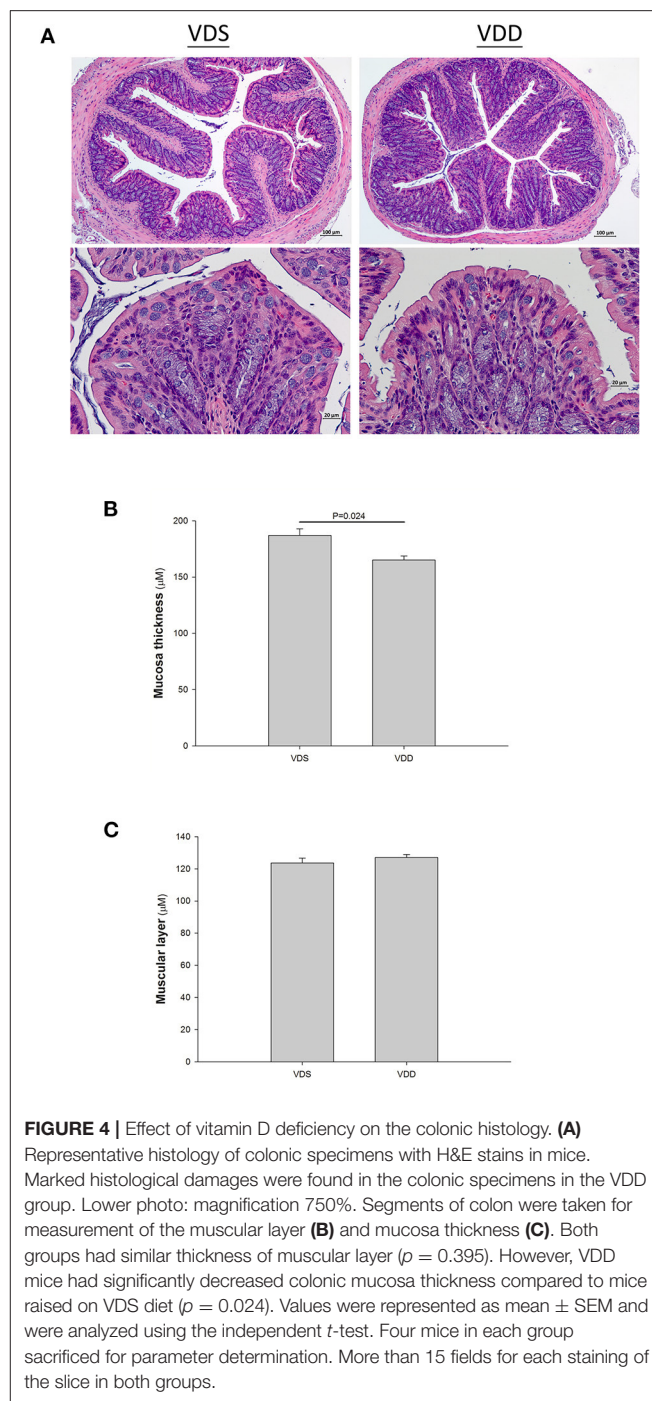 A
VDS
VDD
100 µm
100 µm
20 µm
20 µm
B
P=0.024
200
150
100
50
0
Mucosa thickness (µM)
VDS
VDD
C
140
120
100
80
60
40
20
0
Muscular layer (µM)
VDS
VDD
FIGURE 4 | Effect of vitamin D deficiency on the colonic histology. (A)
Representative histology of colonic specimens with H&E stains in mice.
Marked histological damages were found in the colonic specimens in the VDD
group. Lower photo: magnification 750%. Segments of colon were taken for
measurement of the muscular layer (B) and mucosa thickness (C). Both
groups had similar thickness of muscular layer (p = 0.395). However, VDD
mice had significantly decreased colonic mucosa thickness compared to mice
raised on VDS diet (p = 0.024). Values were represented as mean ± SEM and
were analyzed using the independent t-test. Four mice in each group
sacrificed for parameter determination. More than 15 fields for each staining of
the slice in both groups.